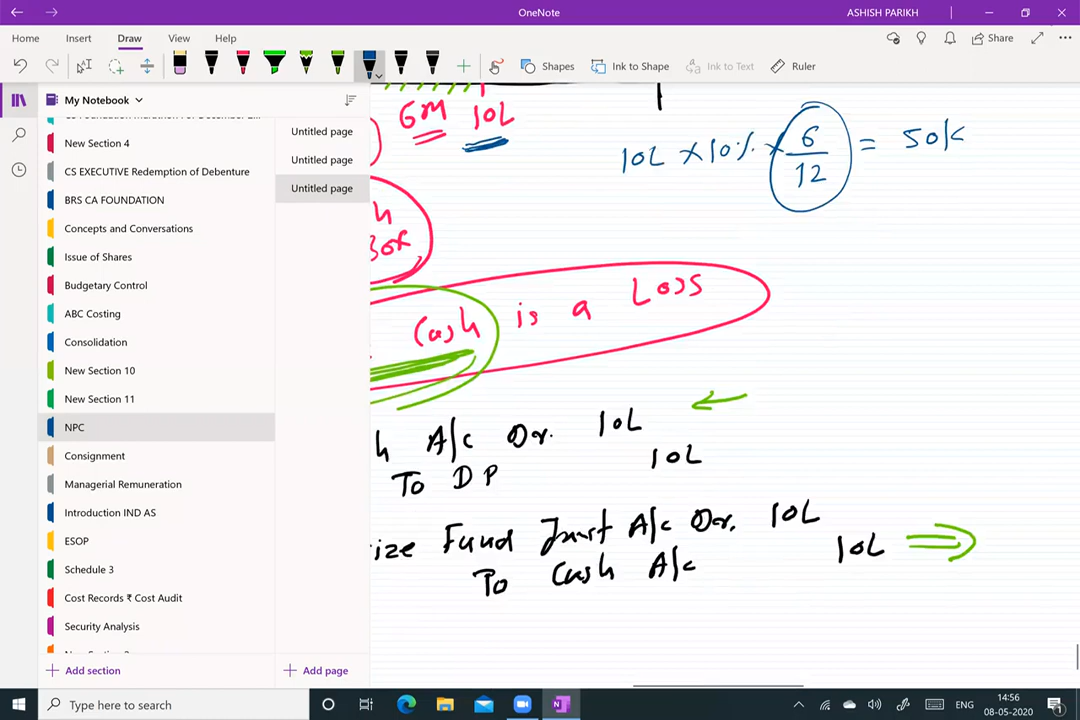 OneNote
ASHISH PARIKH
Home Insert Draw View Help
Share
Shapes Ink to Shape Ink to Text Ruler
My Notebook
New Section 4
CS EXECUTIVE Redemption of Debenture
BRS CA FOUNDATION
Concepts and Conversations
Issue of Shares
Budgetary Control
ABC Costing
Consolidation
New Section 10
New Section 11
NPC
Consignment
Managerial Remuneration
Introduction IND AS
ESOP
Schedule 3
Cost Records ₹ Cost Audit
Security Analysis
Add section
Untitled page
Untitled page
Untitled page
Add page
6M 10L
10L × 10% × 6/12 = 50K
h
Box
Cash is a Loss
h A/c Dr. 10L
To DP 10L
ize Fund Invt A/c Dr. 10L
To Cash A/c 10L
Type here to search
ENG
14:56
08-05-2020
1